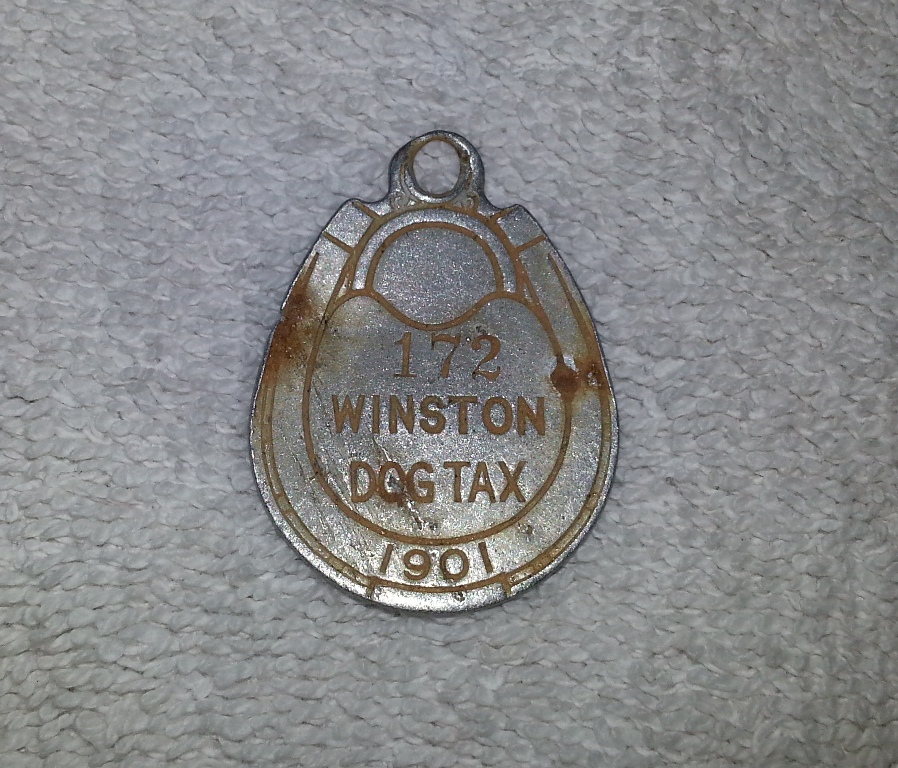 172
WINSTON
DOG TAX
1901